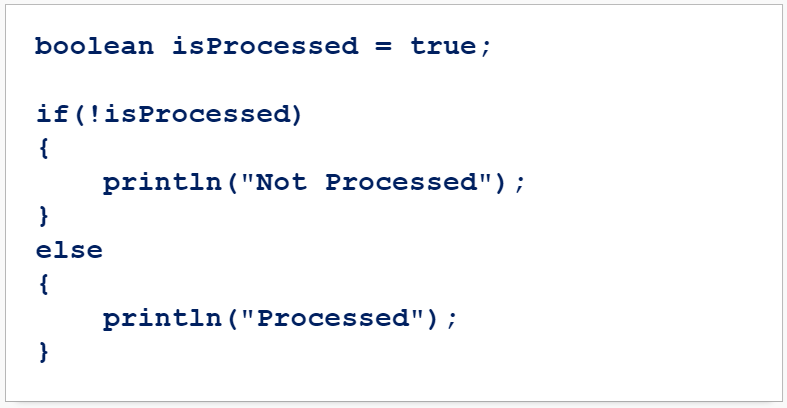 boolean isProcessed = true;
if(!isProcessed)
{
println("Not Processed");
}
else
{
println("Processed");
}